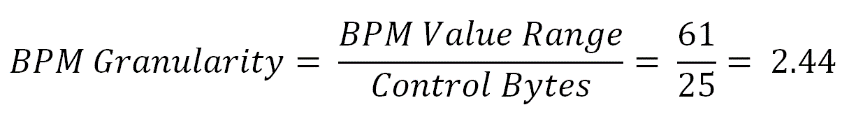 BPM Granularity = BPM Value Range / Control Bytes = 61 / 25 = 2.44